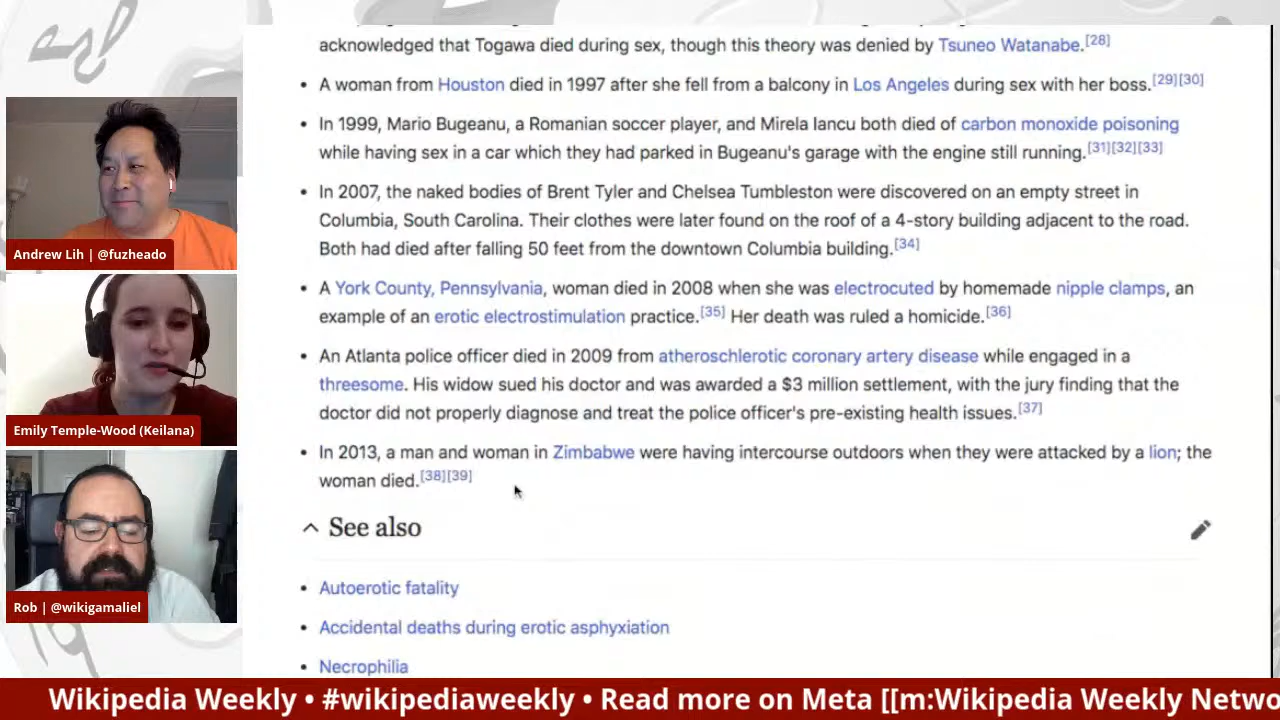 acknowledged that Togawa died during sex, though this theory was denied by Tsuneo Watanabe.[28]
• A woman from Houston died in 1997 after she fell from a balcony in Los Angeles during sex with her boss.[29][30]
• In 1999, Mario Bugeanu, a Romanian soccer player, and Mirela Iancu both died of carbon monoxide poisoning
while having sex in a car which they had parked in Bugeanu's garage with the engine still running.[31][32][33]
• In 2007, the naked bodies of Brent Tyler and Chelsea Tumbleston were discovered on an empty street in
Columbia, South Carolina. Their clothes were later found on the roof of a 4-story building adjacent to the road.
Both had died after falling 50 feet from the downtown Columbia building.[34]
• A York County, Pennsylvania, woman died in 2008 when she was electrocuted by homemade nipple clamps, an
example of an erotic electrostimulation practice.[35] Her death was ruled a homicide.[36]
• An Atlanta police officer died in 2009 from atheroschlerotic coronary artery disease while engaged in a
threesome. His widow sued his doctor and was awarded a $3 million settlement, with the jury finding that the
doctor did not properly diagnose and treat the police officer's pre-existing health issues.[37]
• In 2013, a man and woman in Zimbabwe were having intercourse outdoors when they were attacked by a lion; the
woman died.[38][39]
See also
• Autoerotic fatality
• Accidental deaths during erotic asphyxiation
• Necrophilia
Andrew Lih | @fuzheado
Emily Temple-Wood (Keilana)
Rob | @wikigamaliel
Wikipedia Weekly • #wikipediaweekly • Read more on Meta [[m:Wikipedia Weekly Netwo